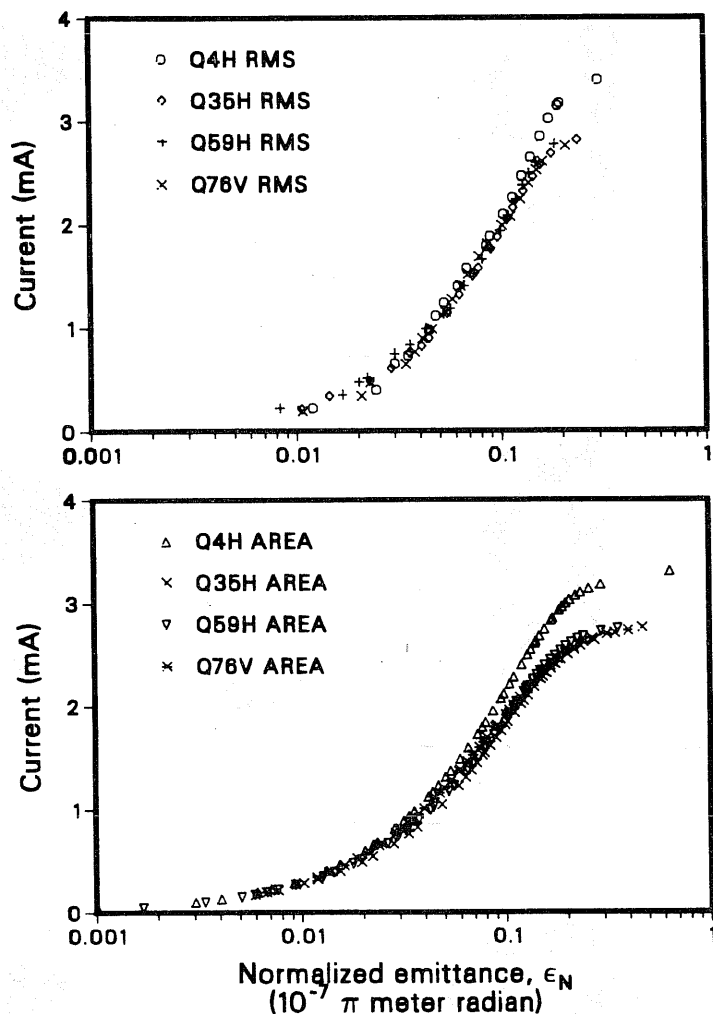 4
3
2
1
0
Current (mA)
Q4H RMS
Q35H RMS
Q59H RMS
Q76V RMS
0.001
0.01
0.1
1
4
3
2
1
0
Current (mA)
Q4H AREA
Q35H AREA
Q59H AREA
Q76V AREA
0.001
0.01
0.1
1
Normalized emittance, ϵN
(10⁻⁷ π meter radian)